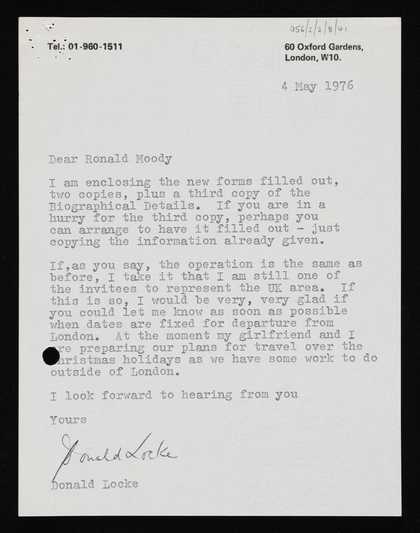 956/2/2/8/41
Tel.: 01-960-1511
60 Oxford Gardens,
London, W10.
4 May 1976
Dear Ronald Moody
I am enclosing the new forms filled out,
two copies, plus a third copy of the
Biographical Details. If you are in a
hurry for the third copy, perhaps you
can arrange to have it filled out - just
copying the information already given.
If,as you say, the operation is the same as
before, I take it that I am still one of
the invitees to represent the UK area. If
this is so, I would be very, very glad if
you could let me know as soon as possible
when dates are fixed for departure from
London. At the moment my girlfriend and I
re preparing our plans for travel over the
hristmas holidays as we have some work to do
outside of London.
I look forward to hearing from you
Yours
Donald Locke
Donald Locke